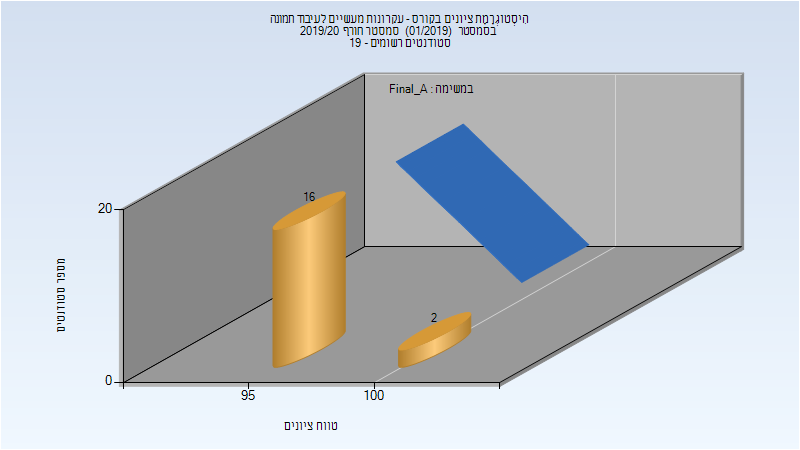 היסטוגרמת ציונים בקורס - עקרונות מעשיים לעיבוד תמונה
בסמסטר (01/2019) סמסטר חורף 2019/20
סטודנטים רשומים - 19
במשימה : Final_A
16
2
20
0
95
100
מספר סטודנטים
טווח ציונים